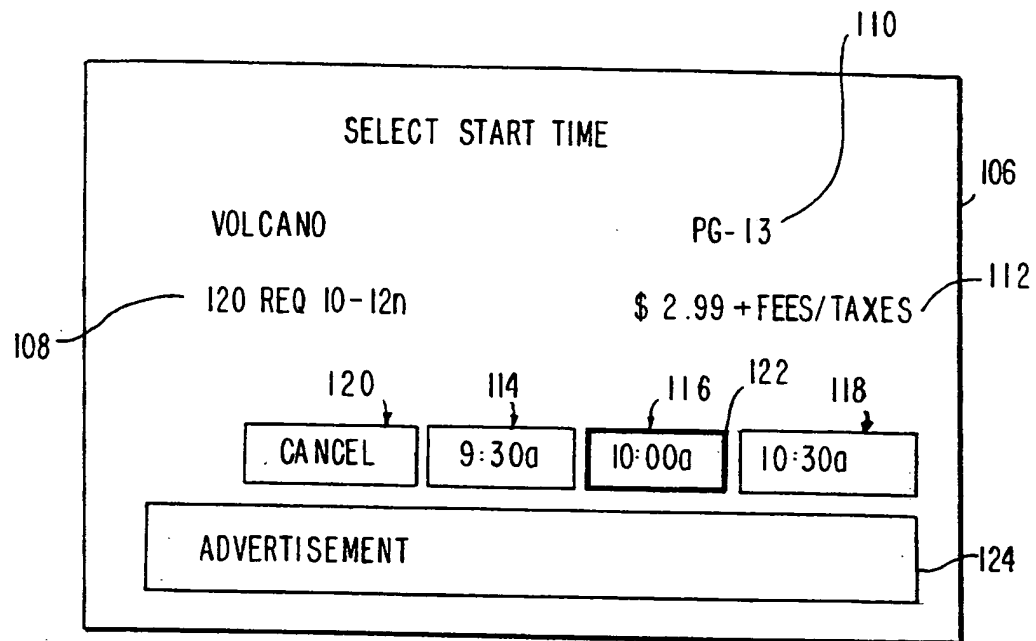 110
SELECT START TIME
106
VOLCANO PG-13
120 REQ 10-12n $ 2.99 + FEES/TAXES 112
108
120 114 116 122 118
CANCEL 9:30a 10:00a 10:30a
ADVERTISEMENT
124